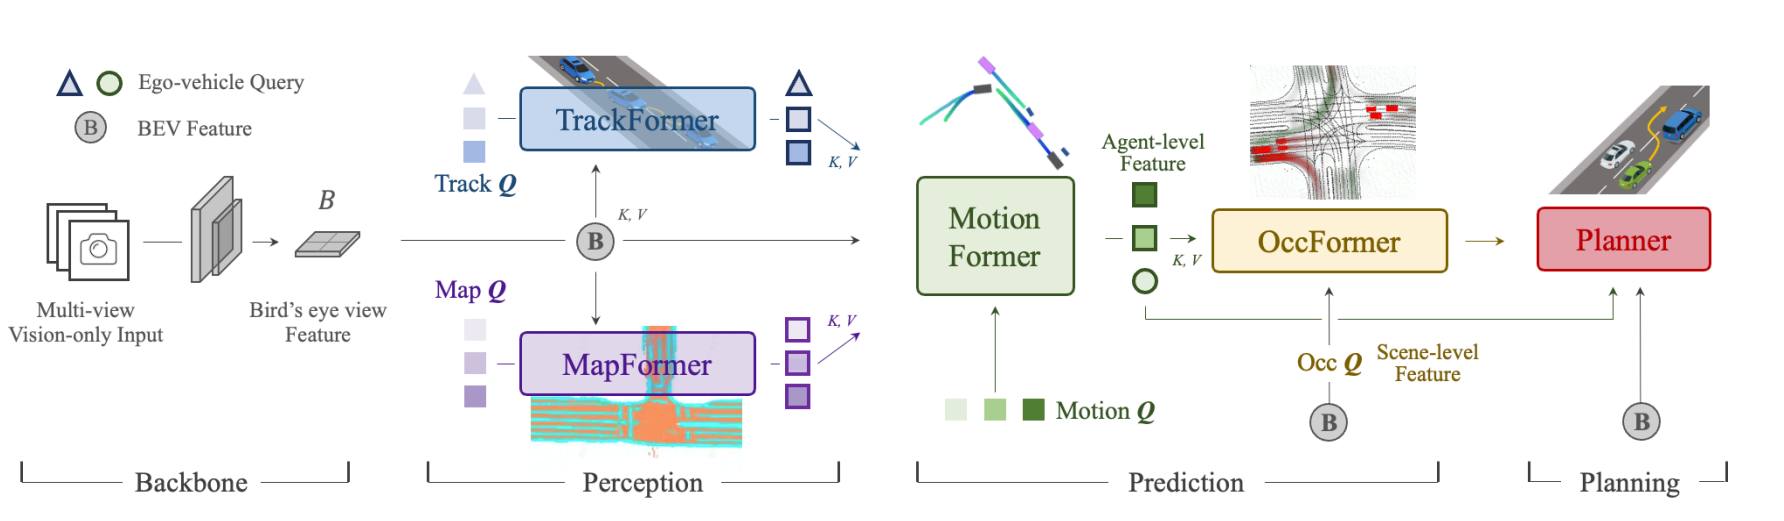 Ego-vehicle Query
B
BEV Feature
Multi-view
Vision-only Input
B
Bird's eye view
Feature
Backbone
TrackFormer
Track Q
K, V
K, V
B
Map Q
K, V
MapFormer
Perception
Motion
Former
Motion Q
Agent-level
Feature
K, V
OccFormer
Occ Q
Scene-level
Feature
B
Prediction
Planner
B
Planning